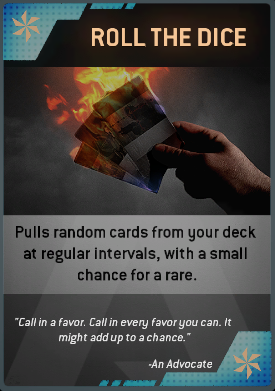 ROLL THE DICE
Pulls random cards from your deck
at regular intervals, with a small
chance for a rare.
"Call in a favor. Call in every favor you can. It
might add up to a chance."
-An Advocate